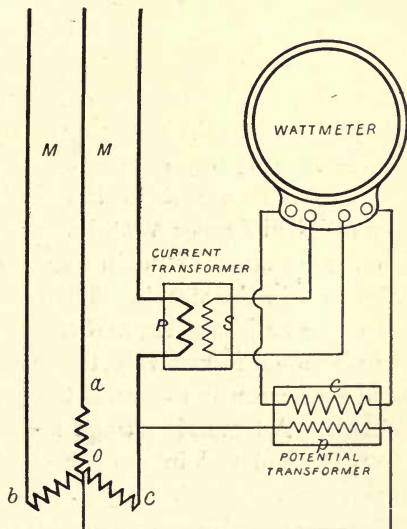 M M
WATTMETER
CURRENT
TRANSFORMER
P S
a
c
o
p
b c
POTENTIAL
TRANSFORMER